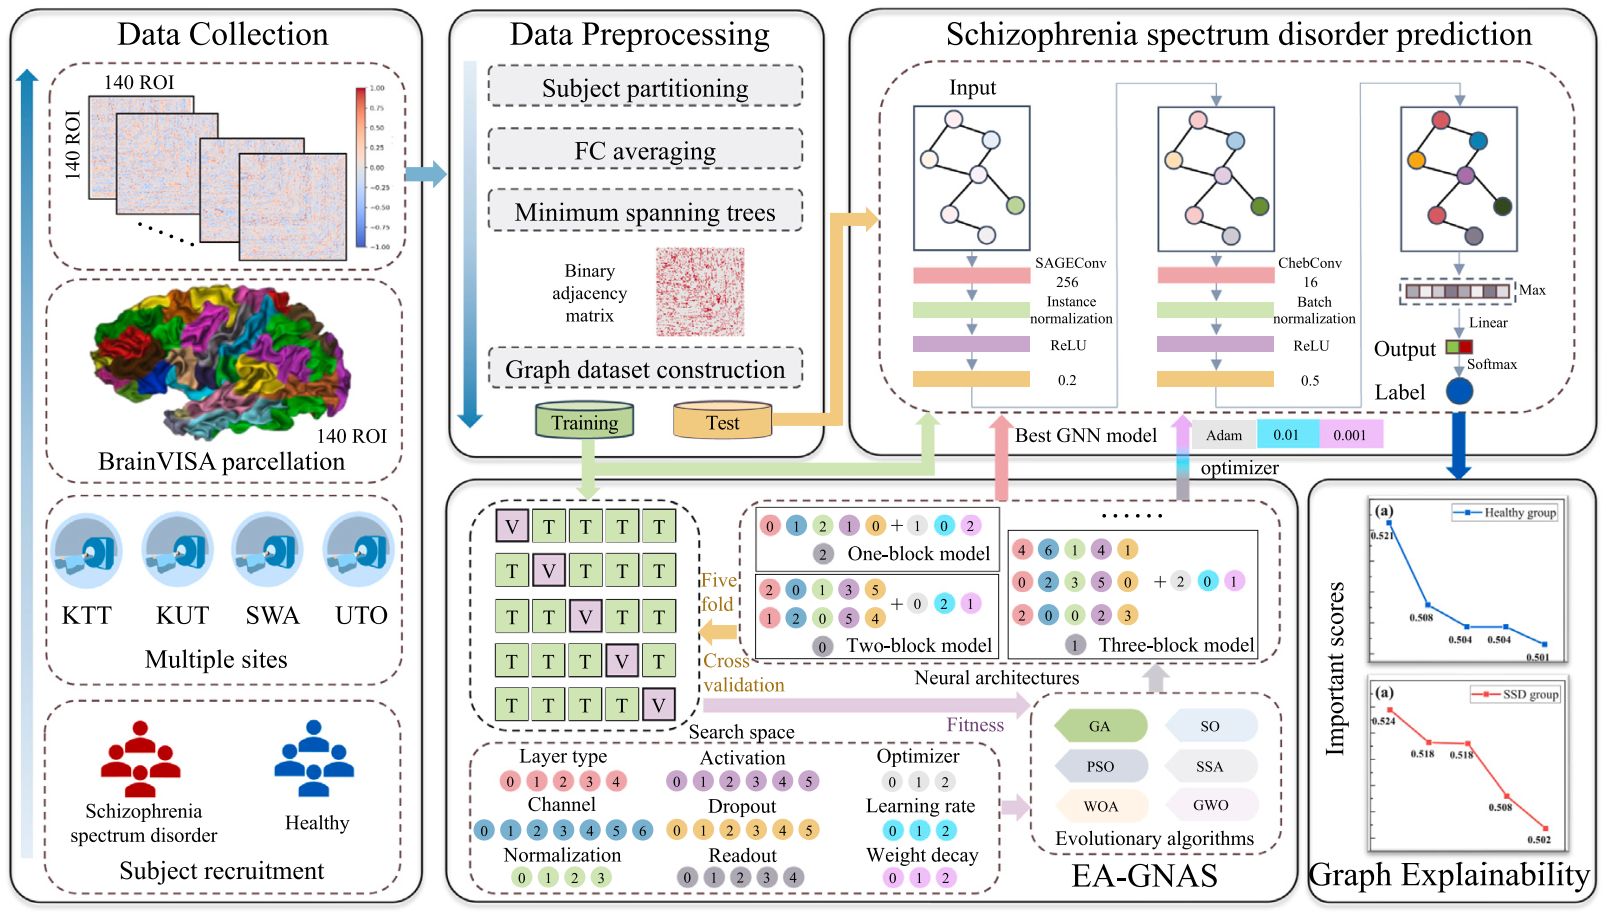 Data Collection
140 ROI
140 ROI
1.00
0.75
0.50
0.25
0.00
−0.25
−0.50
−0.75
−1.00
140 ROI
BrainVISA parcellation
KTT KUT SWA UTO
Multiple sites
Schizophrenia
spectrum disorder
Healthy
Subject recruitment
Data Preprocessing
Subject partitioning
FC averaging
Minimum spanning trees
Binary
adjacency
matrix
Graph dataset construction
Training
Test
Schizophrenia spectrum disorder prediction
Input
SAGEConv
256
Instance
normalization
ReLU
0.2
ChebConv
16
Batch
normalization
ReLU
0.5
Max
Linear
Output
Softmax
Label
Best GNN model
Adam 0.01 0.001
optimizer
V T T T T
T V T T T
T T V T T
T T T V T
T T T T V
Five
fold
Cross
validation
0 1 2 1 0 + 1 0 2
2 One-block model
2 0 1 3 5
1 2 0 5 4
+ 0 2 1
0 Two-block model
......
4 6 1 4 1
0 2 3 5 0
2 0 0 2 3
+ 2 0 1
1 Three-block model
Neural architectures
Fitness
Search space
Layer type
0 1 2 3 4
Channel
0 1 2 3 4 5 6
Normalization
0 1 2 3
Activation
0 1 2 3 4 5
Dropout
0 1 2 3 4 5
Readout
0 1 2 3 4
Optimizer
0 1 2
Learning rate
0 1 2
Weight decay
0 1 2
GA SO
PSO SSA
WOA GWO
Evolutionary algorithms
EA-GNAS
Important scores
(a)
Healthy group
0.521
0.508
0.504
0.504
0.501
(a)
SSD group
0.524
0.518
0.518
0.508
0.502
Graph Explainability